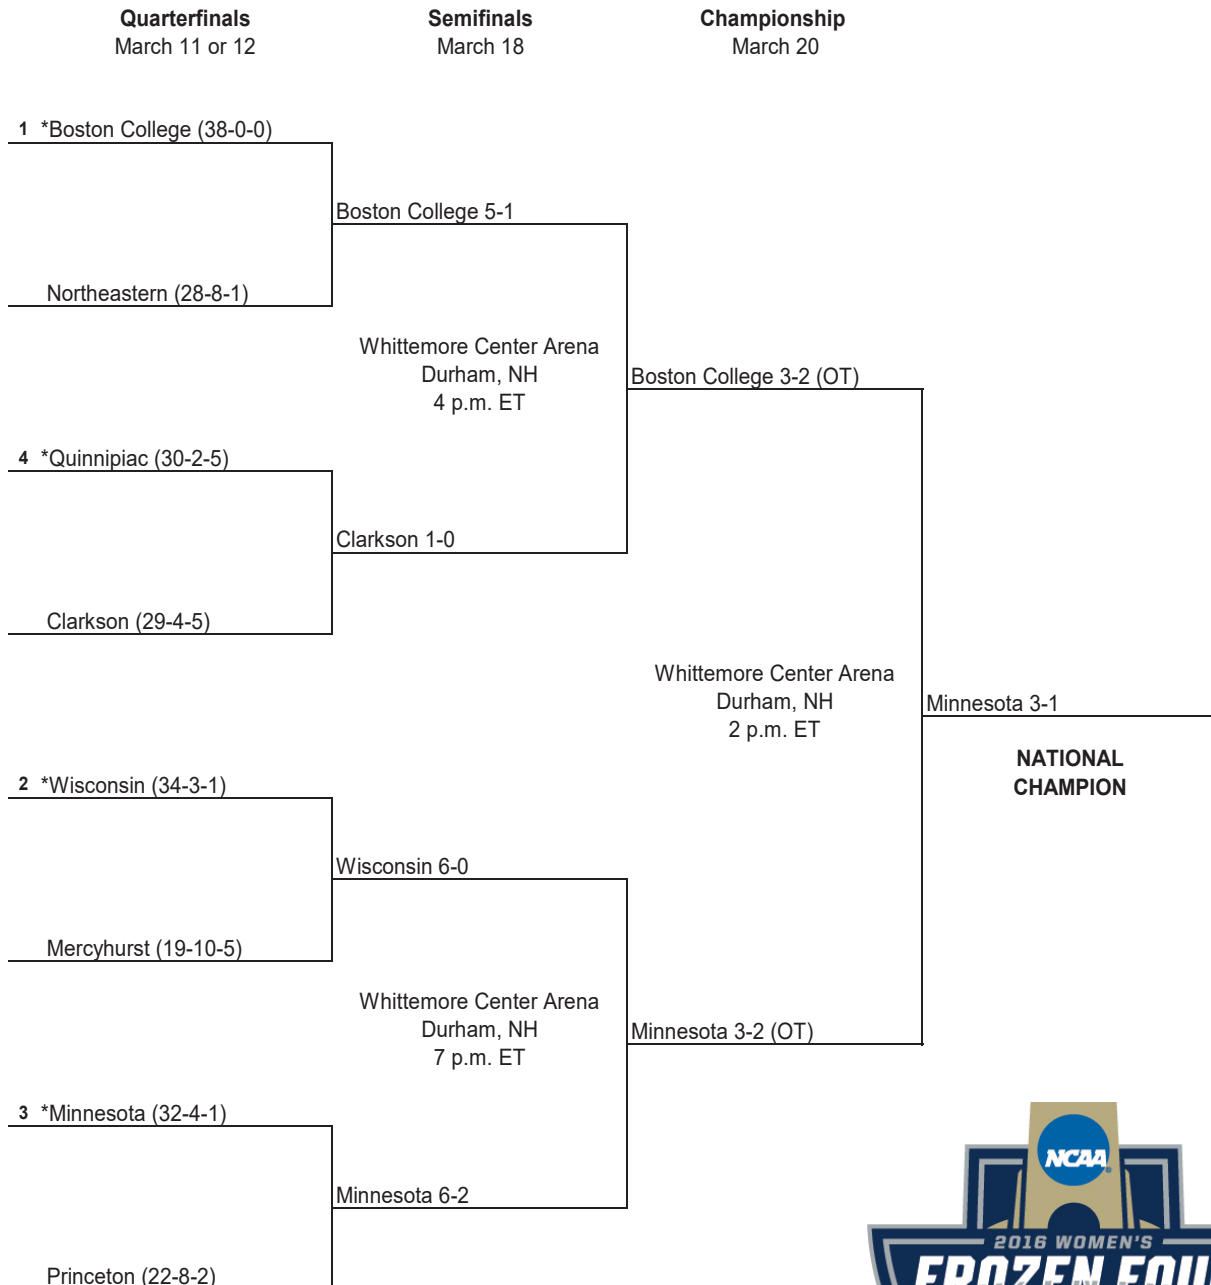 Quarterfinals
March 11 or 12
Semifinals
March 18
Championship
March 20
1 *Boston College (38-0-0)
Boston College 5-1
Northeastern (28-8-1)
Whittemore Center Arena
Durham, NH
4 p.m. ET
Boston College 3-2 (OT)
4 *Quinnipiac (30-2-5)
Clarkson 1-0
Clarkson (29-4-5)
Whittemore Center Arena
Durham, NH
2 p.m. ET
Minnesota 3-1
NATIONAL
CHAMPION
2 *Wisconsin (34-3-1)
Wisconsin 6-0
Mercyhurst (19-10-5)
Whittemore Center Arena
Durham, NH
7 p.m. ET
Minnesota 3-2 (OT)
3 *Minnesota (32-4-1)
Minnesota 6-2
Princeton (22-8-2)
NCAA
2016 WOMEN'S
FROZEN FOU